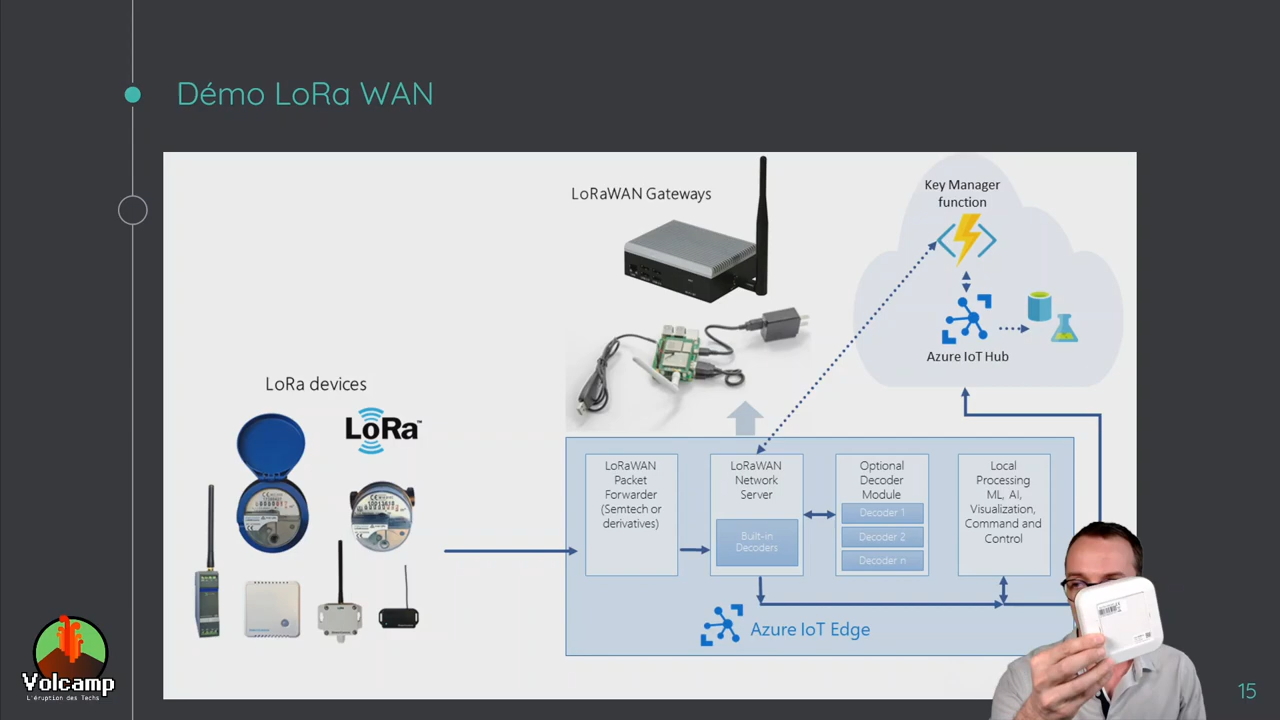 Démo LoRa WAN
LoRaWAN Gateways
Key Manager
function
Azure IoT Hub
LoRa devices
LoRa™
LoRaWAN
Packet
Forwarder
(Semtech or
derivatives)
LoRaWAN
Network
Server
Built-in
Decoders
Optional
Decoder
Module
Decoder 1
Decoder 2
Decoder n
Local
Processing
ML, AI,
Visualization,
Command and
Control
Azure IoT Edge
Volcamp
L'éruption des Techs
15